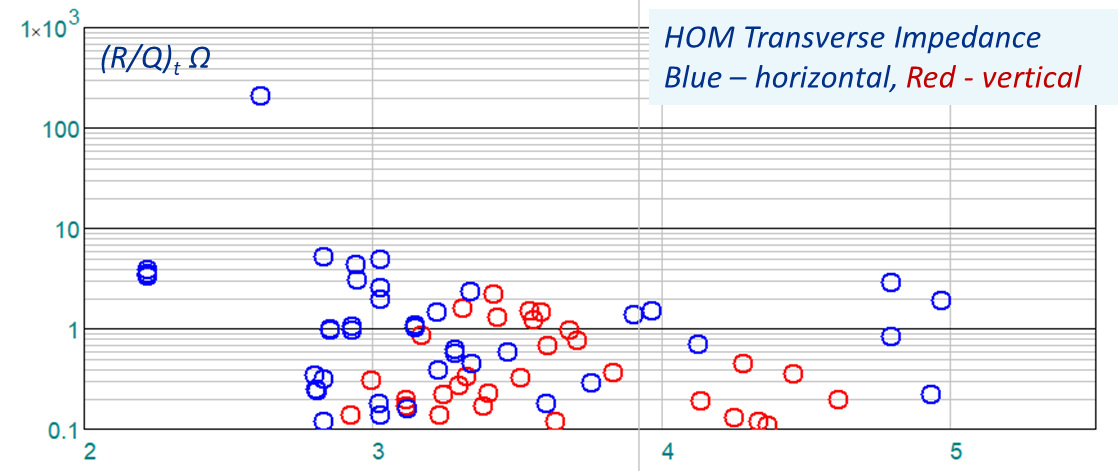 1×10³
(R/Q)ₜ Ω
HOM Transverse Impedance
Blue – horizontal, Red - vertical
100
10
1
0.1
2 3 4 5